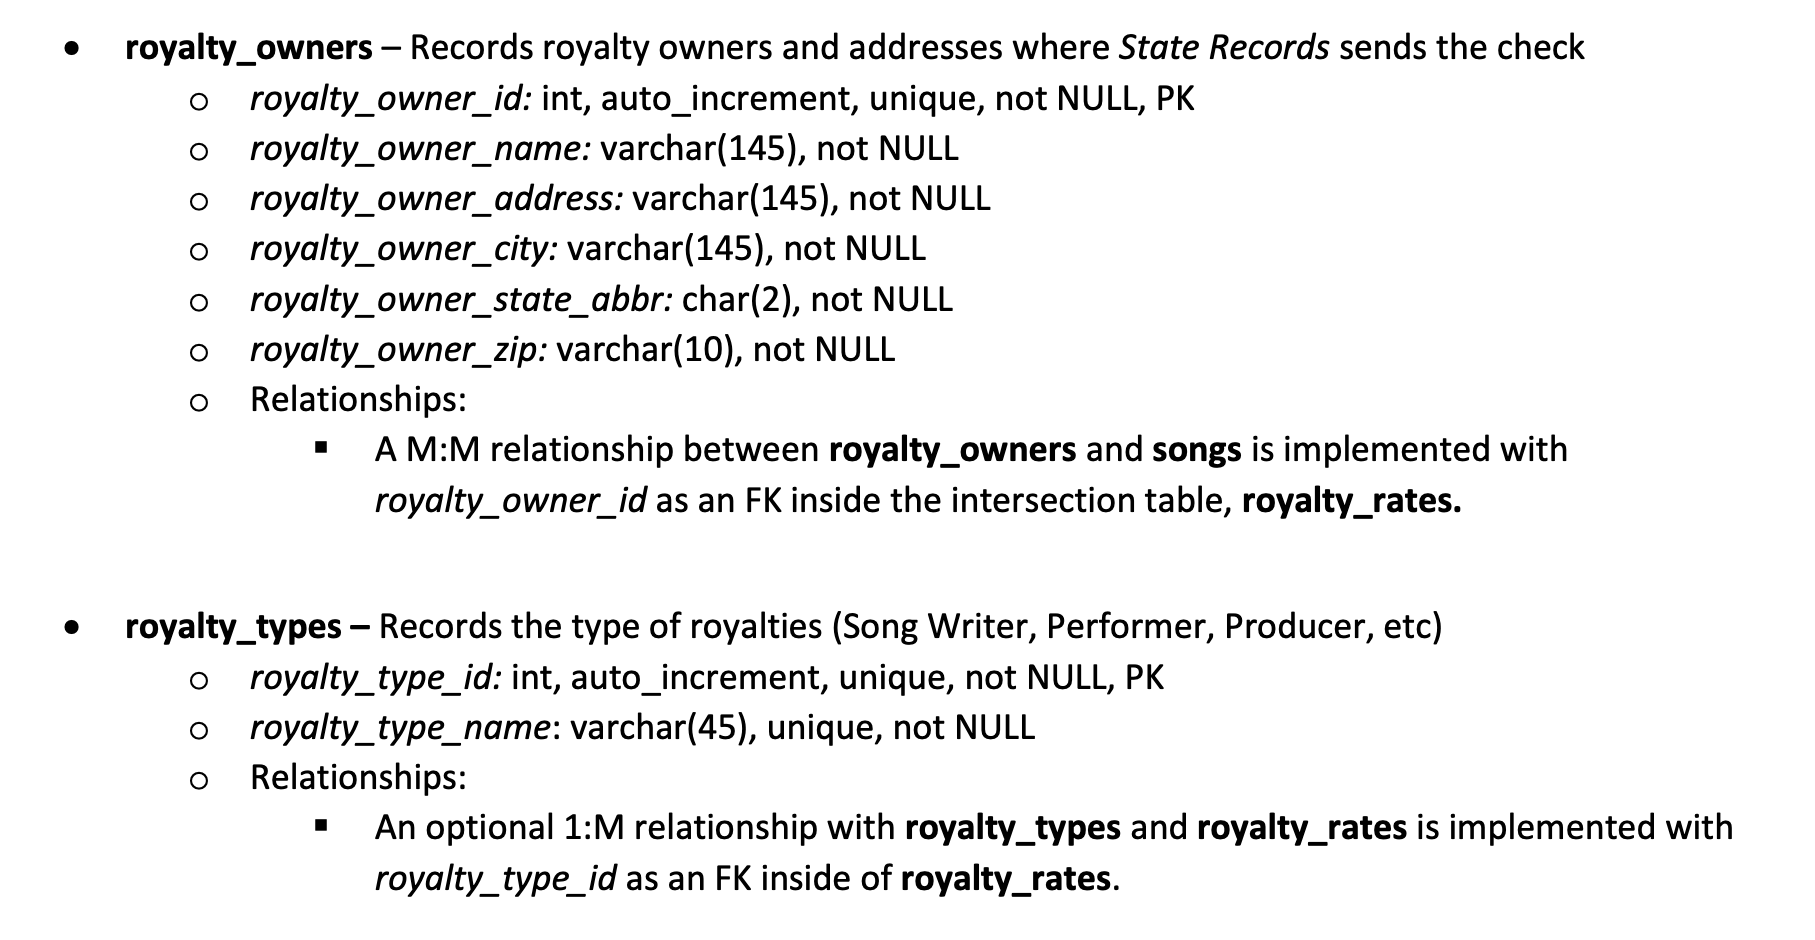 • royalty_owners – Records royalty owners and addresses where State Records sends the check
o royalty_owner_id: int, auto_increment, unique, not NULL, PK
o royalty_owner_name: varchar(145), not NULL
o royalty_owner_address: varchar(145), not NULL
o royalty_owner_city: varchar(145), not NULL
o royalty_owner_state_abbr: char(2), not NULL
o royalty_owner_zip: varchar(10), not NULL
o Relationships:
▪ A M:M relationship between royalty_owners and songs is implemented with
royalty_owner_id as an FK inside the intersection table, royalty_rates.
• royalty_types – Records the type of royalties (Song Writer, Performer, Producer, etc)
o royalty_type_id: int, auto_increment, unique, not NULL, PK
o royalty_type_name: varchar(45), unique, not NULL
o Relationships:
▪ An optional 1:M relationship with royalty_types and royalty_rates is implemented with
royalty_type_id as an FK inside of royalty_rates.